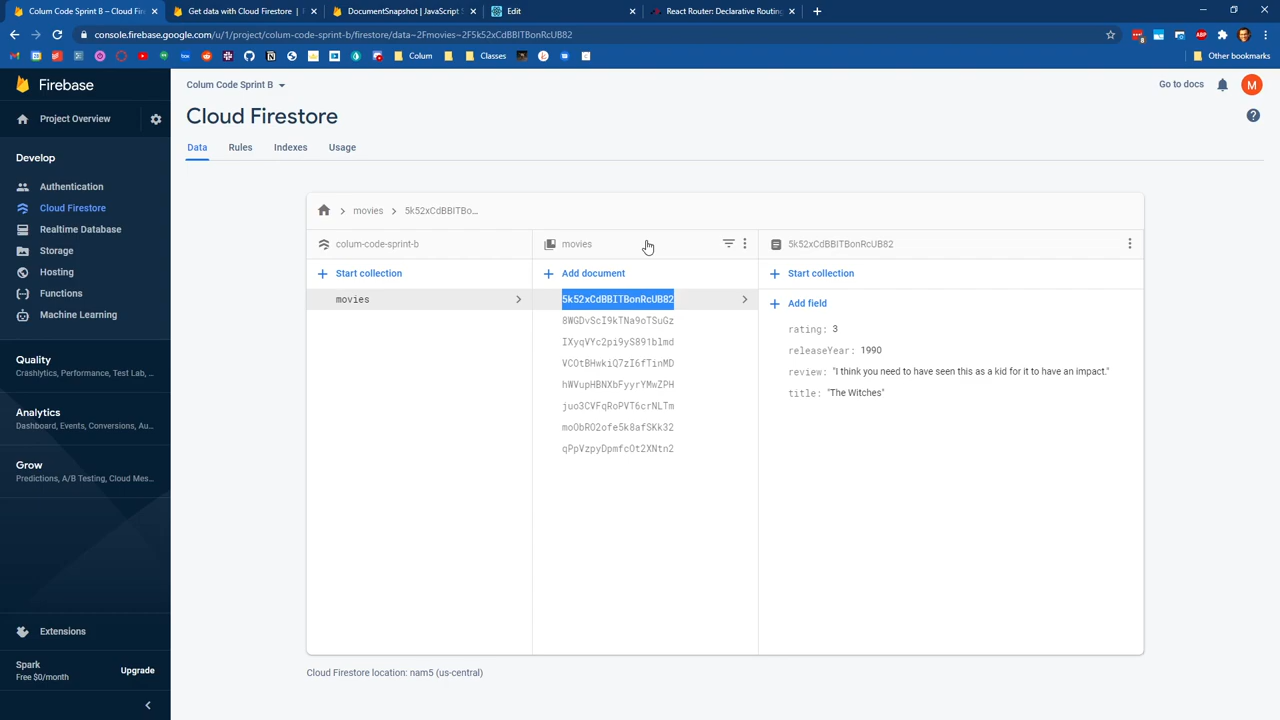 Colum Code Sprint B – Cloud Fire
Get data with Cloud Firestore
DocumentSnapshot | JavaScript S
Edit
React Router: Declarative Routing
console.firebase.google.com/u/1/project/colum-code-sprint-b/firestore/data~2Fmovies~2F5k52xCdBBITBonRcUB82
Colum
Classes
Other bookmarks
Firebase
Colum Code Sprint B
Go to docs
M
Project Overview
Cloud Firestore
Data
Rules
Indexes
Usage
Develop
Authentication
Cloud Firestore
Realtime Database
Storage
Hosting
Functions
Machine Learning
Quality
Crashlytics, Performance, Test Lab, ...
Analytics
Dashboard, Events, Conversions, Au...
Grow
Predictions, A/B Testing, Cloud Mes...
Extensions
Spark
Free $0/month
Upgrade
movies
5k52xCdBBITBo...
colum-code-sprint-b
Start collection
movies
movies
Add document
5k52xCdBBITBonRcUB82
8WGDvScI9kTNa9oTSuGz
IXyqVYc2pi9yS891blmd
VCOtBHwkiQ7zI6fTinMD
hWVupHBNXbFyyrYMwZPH
juo3CVFqRoPVT6crNLTm
moObRO2ofe5k8afSKk32
qPpVzpyDpmfcOt2XNtn2
5k52xCdBBITBonRcUB82
Start collection
Add field
rating: 3
releaseYear: 1990
review: "I think you need to have seen this as a kid for it to have an impact."
title: "The Witches"
Cloud Firestore location: nam5 (us-central)